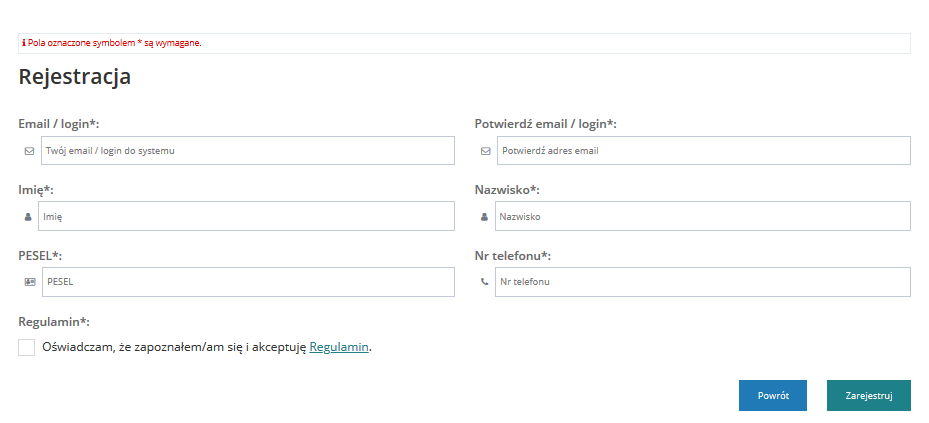 Pola oznaczone symbolem * są wymagane.
Rejestracja
Email / login*:
Potwierdź email / login*:
Twój email / login do systemu
Potwierdź adres email
Imię*:
Nazwisko*:
Imię
Nazwisko
PESEL*:
Nr telefonu*:
PESEL
Nr telefonu
Regulamin*:
Oświadczam, że zapoznałem/am się i akceptuję Regulamin.
Powrót
Zarejestruj